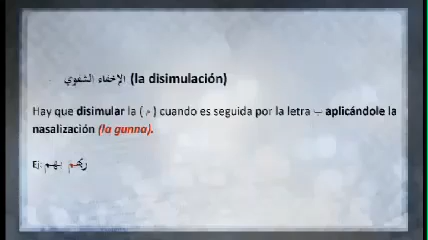 الإخفاء الشفوي (la disimulación)
Hay que disimular la ( م ) cuando es seguida por la letra ب aplicándole la
nasalización (la gunna).
Ej: ربهم بهم